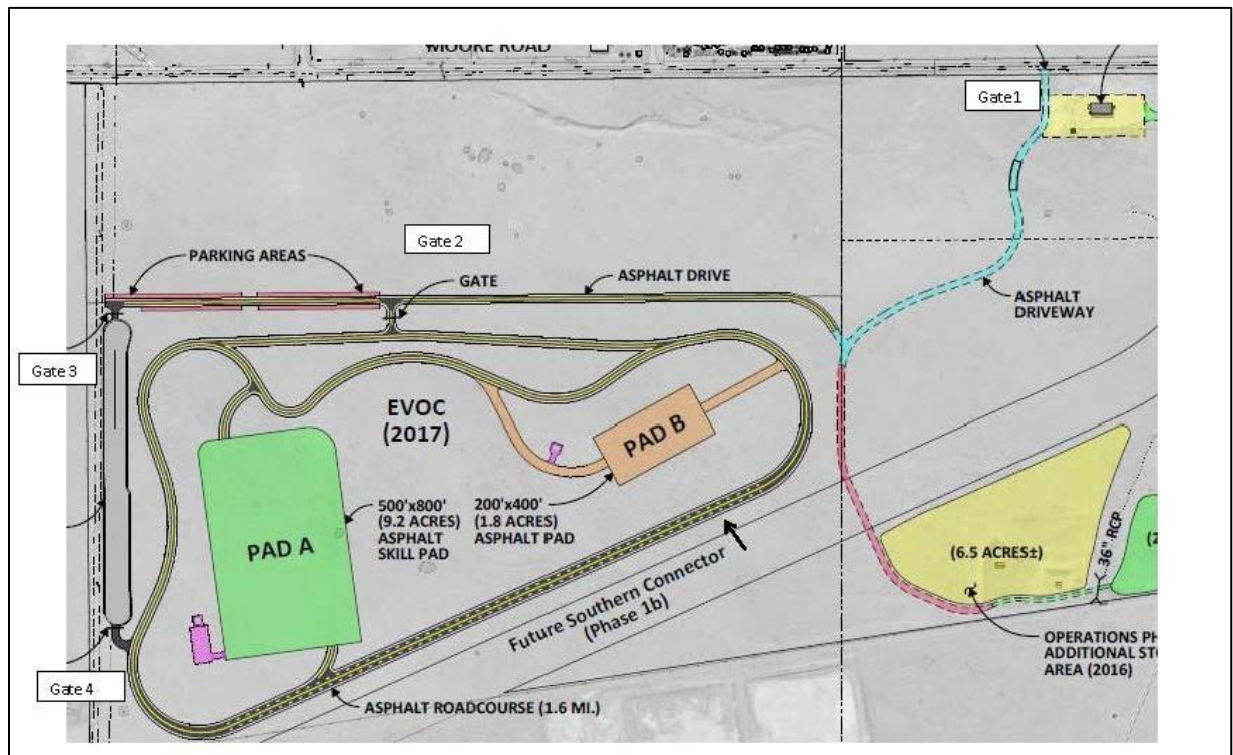 MOORE ROAD
Gate1
Gate 2
PARKING AREAS
GATE
ASPHALT DRIVE
ASPHALT
DRIVEWAY
Gate 3
EVOC
(2017)
PAD B
PAD A
500'x800'
(9.2 ACRES)
ASPHALT
SKILL PAD
200'x400'
(1.8 ACRES)
ASPHALT PAD
(6.5 ACRES±)
36" RCP
(2
Future Southern Connector
(Phase 1b)
OPERATIONS PH
ADDITIONAL STO
AREA (2016)
Gate 4
ASPHALT ROADCOURSE (1.6 MI.)